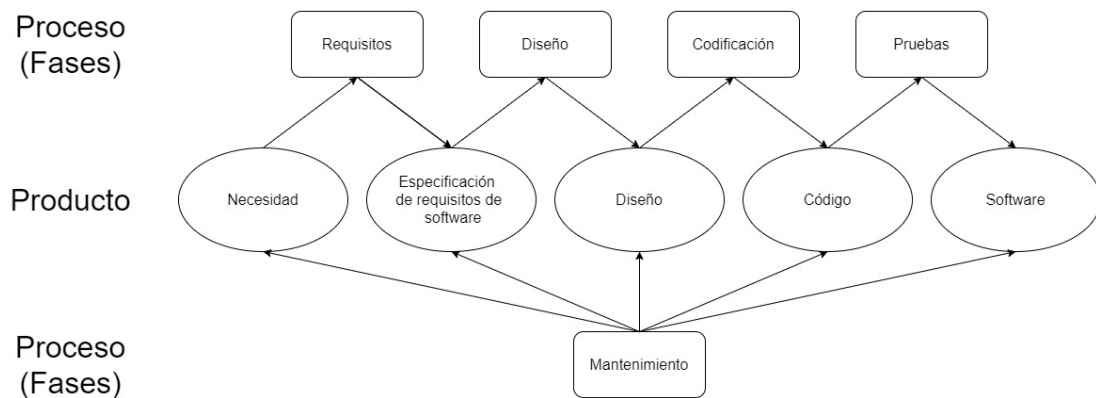 Proceso
(Fases)
Requisitos
Diseño
Codificación
Pruebas
Producto
Necesidad
Especificación
de requisitos de
software
Diseño
Código
Software
Proceso
(Fases)
Mantenimiento